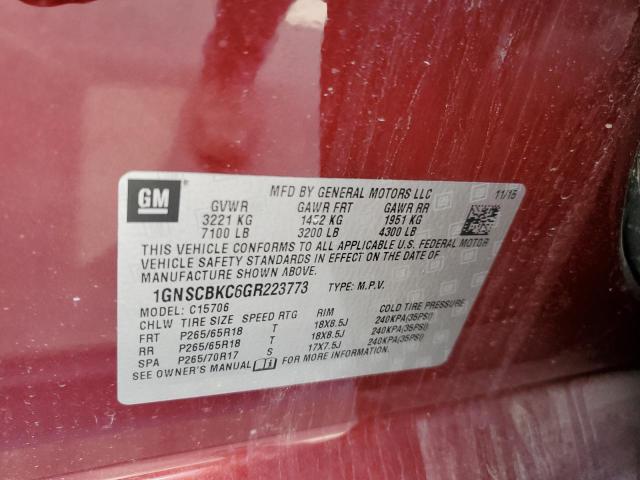 GM
MFD BY GENERAL MOTORS LLC 11/15
GVWR GAWR FRT GAWR RR
3221 KG 1452 KG 1951 KG
7100 LB 3200 LB 4300 LB
THIS VEHICLE CONFORMS TO ALL APPLICABLE U.S. FEDERAL MOTOR
VEHICLE SAFETY STANDARDS IN EFFECT ON THE DATE OF
MANUFACTURE SHOWN ABOVE.
1GNSCBKC6GR223773 TYPE: M.P.V.
MODEL: C15706
CHLW TIRE SIZE SPEED RTG RIM COLD TIRE PRESSURE
FRT P265/65R18 T 18X8.5J 240KPA(35PSI)
RR P265/65R18 T 18X8.5J 240KPA(35PSI)
SPA P265/70R17 S 17X7.5J 240KPA(35PSI)
SEE OWNER'S MANUAL